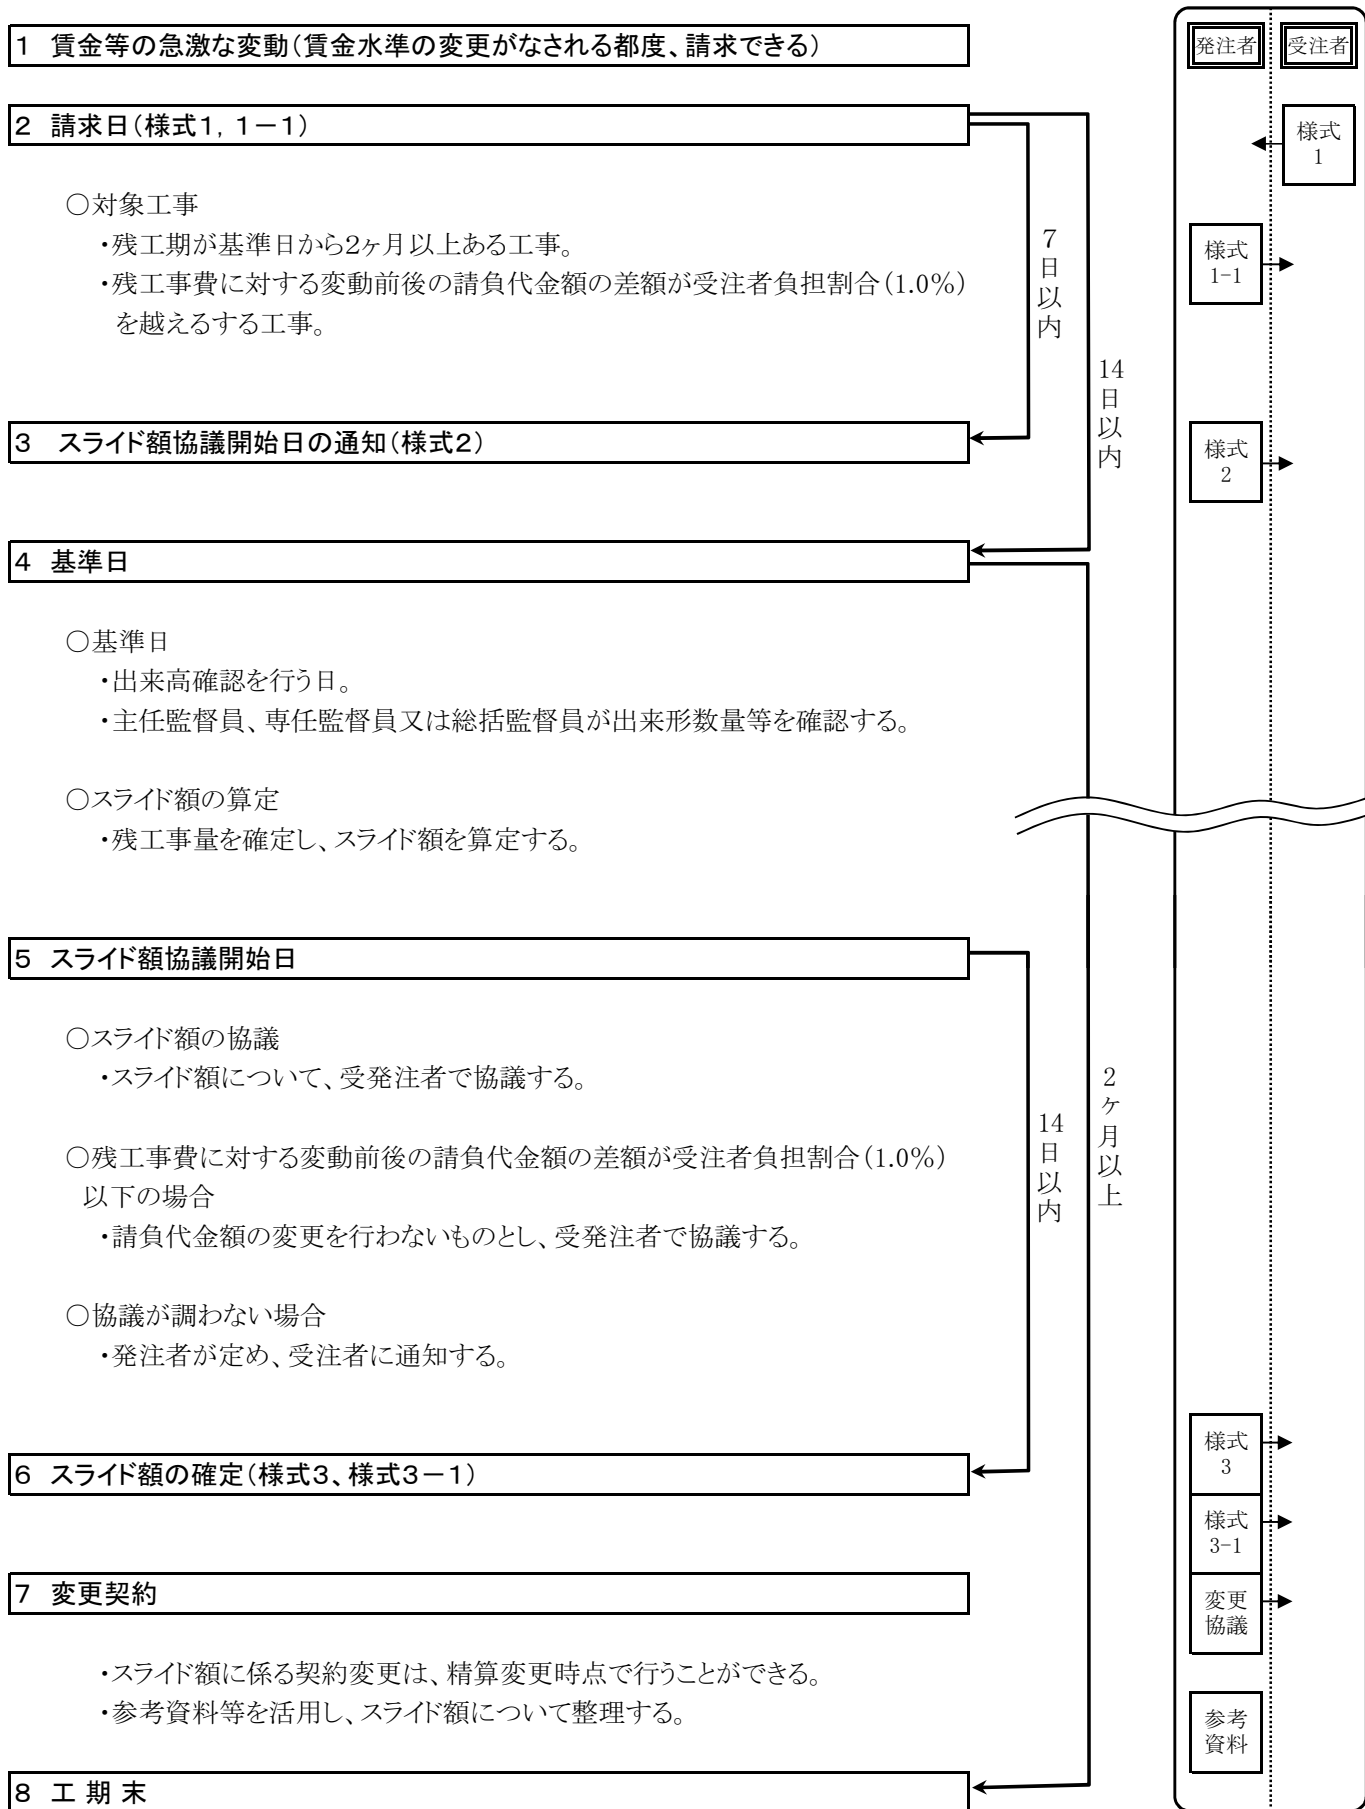 1 賃金等の急激な変動(賃金水準の変更がなされる都度、請求できる)
発注者
受注者
2 請求日(様式1, 1－1)
様式
1
○対象工事
・残工期が基準日から2ヶ月以上ある工事。
・残工事費に対する変動前後の請負代金額の差額が受注者負担割合(1.0%)
を越えるする工事。
7日以内
14日以内
様式
1-1
3 スライド額協議開始日の通知(様式2)
様式
2
4 基準日
○基準日
・出来高確認を行う日。
・主任監督員、専任監督員又は総括監督員が出来形数量等を確認する。
○スライド額の算定
・残工事量を確定し、スライド額を算定する。
5 スライド額協議開始日
○スライド額の協議
・スライド額について、受発注者で協議する。
○残工事費に対する変動前後の請負代金額の差額が受注者負担割合(1.0%)
以下の場合
・請負代金額の変更を行わないものとし、受発注者で協議する。
○協議が調わない場合
・発注者が定め、受注者に通知する。
14日以内
2ヶ月以上
6 スライド額の確定(様式3、様式3－1)
様式
3
様式
3-1
7 変更契約
変更
協議
・スライド額に係る契約変更は、精算変更時点で行うことができる。
・参考資料等を活用し、スライド額について整理する。
参考
資料
8 工 期 末